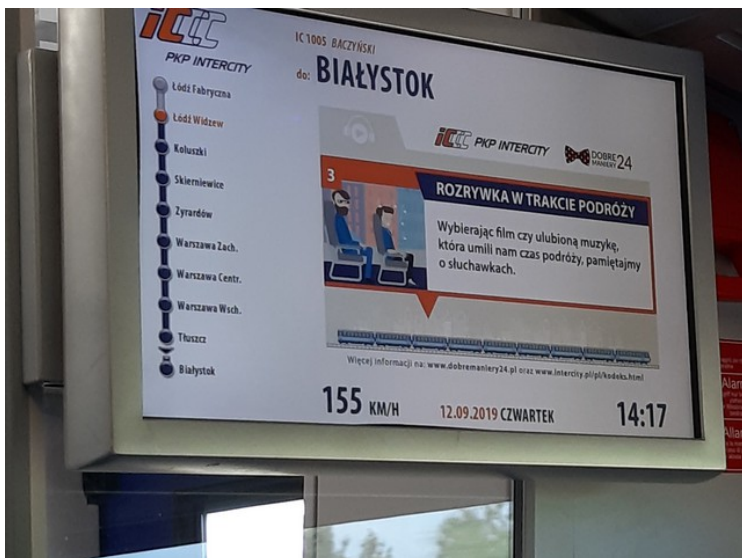 iC
PKP INTERCITY
IC 1005 BACZYŃSKI
do: BIAŁYSTOK
Łódź Fabryczna
Łódź Widzew
Koluszki
Skierniewice
Żyrardów
Warszawa Zach.
Warszawa Centr.
Warszawa Wsch.
Tłuszcz
Białystok
iC PKP INTERCITY
DOBRE MANIERY 24
3
ROZRYWKA W TRAKCIE PODRÓŻY
Wybierając film czy ulubioną muzykę,
która umili nam czas podróży, pamiętajmy
o słuchawkach.
Więcej informacji na: www.dobremaniery24.pl oraz www.intercity.pl/pl/kodeks.html
155 KM/H
12.09.2019 CZWARTEK
14:17